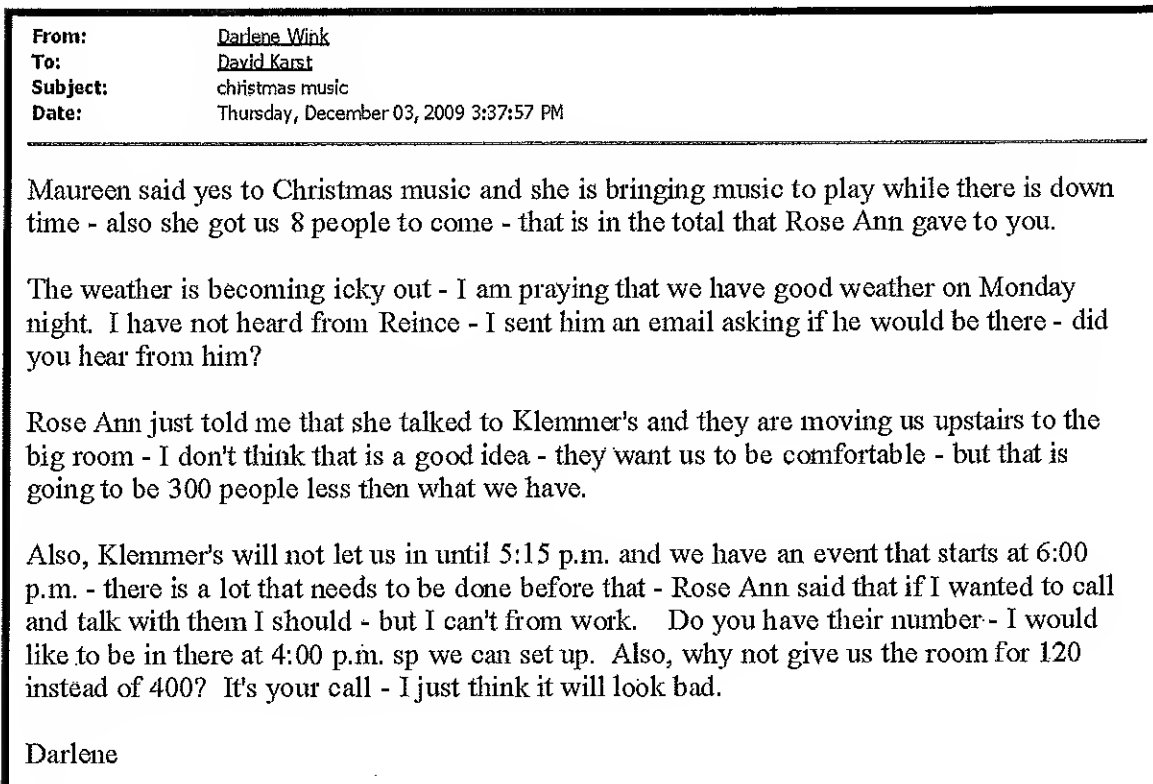 From: Darlene Wink
To: David Karst
Subject: christmas music
Date: Thursday, December 03, 2009 3:37:57 PM
Maureen said yes to Christmas music and she is bringing music to play while there is down
time - also she got us 8 people to come - that is in the total that Rose Ann gave to you.
The weather is becoming icky out - I am praying that we have good weather on Monday
night. I have not heard from Reince - I sent him an email asking if he would be there - did
you hear from him?
Rose Ann just told me that she talked to Klemmer's and they are moving us upstairs to the
big room - I don't think that is a good idea - they want us to be comfortable - but that is
going to be 300 people less then what we have.
Also, Klemmer's will not let us in until 5:15 p.m. and we have an event that starts at 6:00
p.m. - there is a lot that needs to be done before that - Rose Ann said that if I wanted to call
and talk with them I should - but I can't from work. Do you have their number - I would
like to be in there at 4:00 p.m. sp we can set up. Also, why not give us the room for 120
instead of 400? It's your call - I just think it will look bad.
Darlene